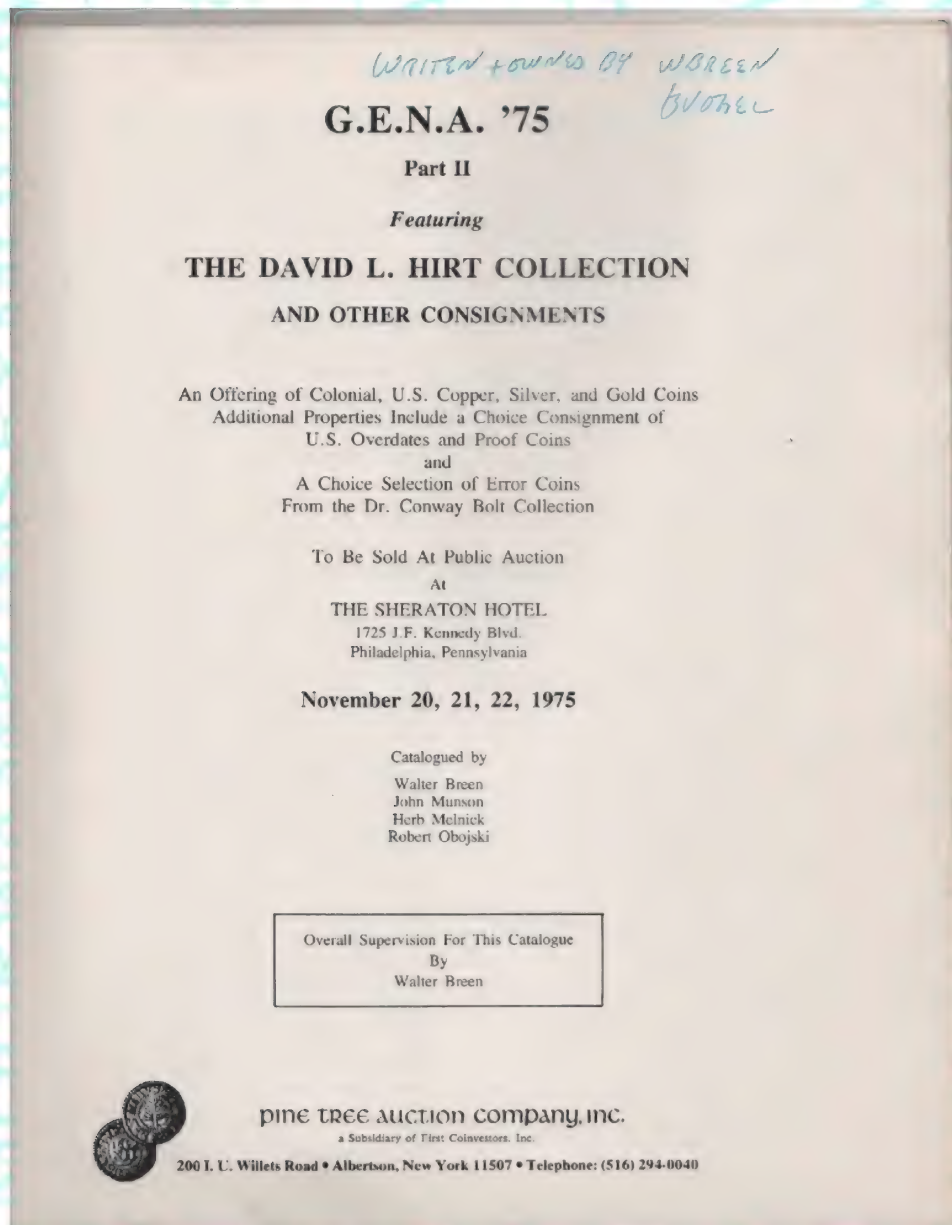 WRITEN + OWNED BY WBREEN
G.E.N.A. '75
Part II
Featuring
THE DAVID L. HIRT COLLECTION
AND OTHER CONSIGNMENTS
An Offering of Colonial, U.S. Copper, Silver, and Gold Coins
Additional Properties Include a Choice Consignment of
U.S. Overdates and Proof Coins
and
A Choice Selection of Error Coins
From the Dr. Conway Bolt Collection
To Be Sold At Public Auction
At
THE SHERATON HOTEL
1725 J.F. Kennedy Blvd.
Philadelphia, Pennsylvania
November 20, 21, 22, 1975
Catalogued by
Walter Breen
John Munson
Herb Melnick
Robert Obojski
Overall Supervision For This Catalogue
By
Walter Breen
pine tree auction company, inc.
a Subsidiary of First Coinvestors, Inc.
200 I. U. Willets Road • Albertson, New York 11507 • Telephone: (516) 294-0040